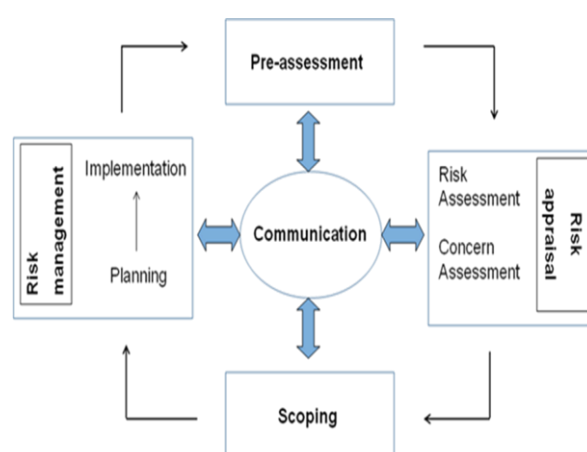 Pre-assessment
Risk
management
Implementation
Planning
Communication
Risk
Assessment
Concern
Assessment
Risk
appraisal
Scoping